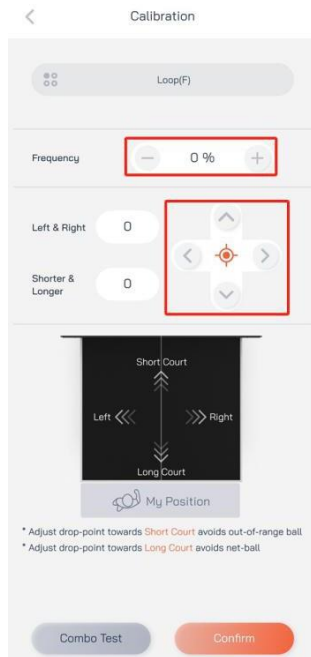 Calibration
Loop(F)
Frequency
0 %
Left & Right
0
Shorter &
Longer
0
Short Court
Left
Right
Long Court
My Position
* Adjust drop-point towards Short Court avoids out-of-range ball
* Adjust drop-point towards Long Court avoids net-ball
Combo Test
Confirm